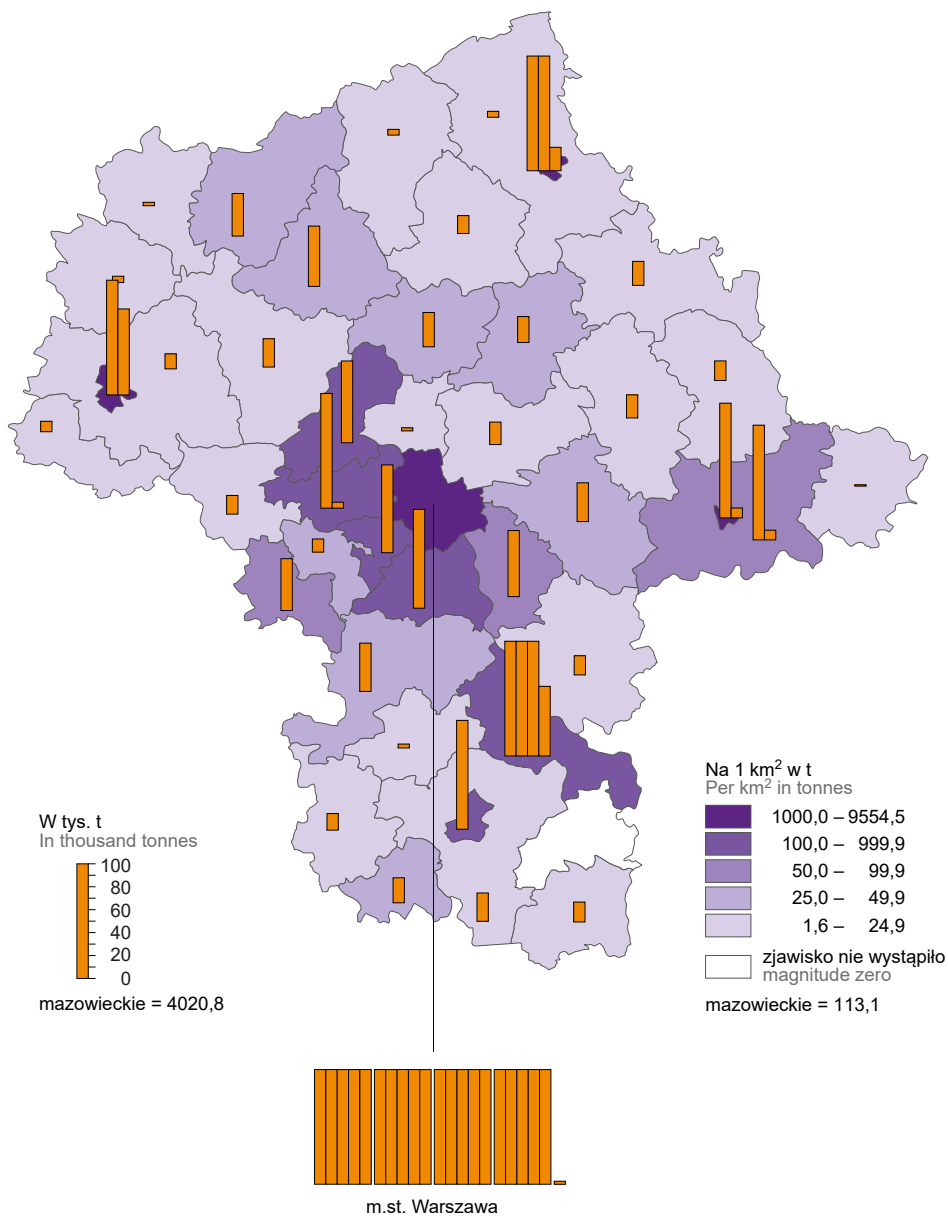 W tys. t
In thousand tonnes
100
80
60
40
20
0
mazowieckie = 4020,8
Na 1 km² w t
Per km² in tonnes
1000,0 – 9554,5
100,0 – 999,9
50,0 – 99,9
25,0 – 49,9
1,6 – 24,9
zjawisko nie wystąpiło
magnitude zero
mazowieckie = 113,1
m.st. Warszawa